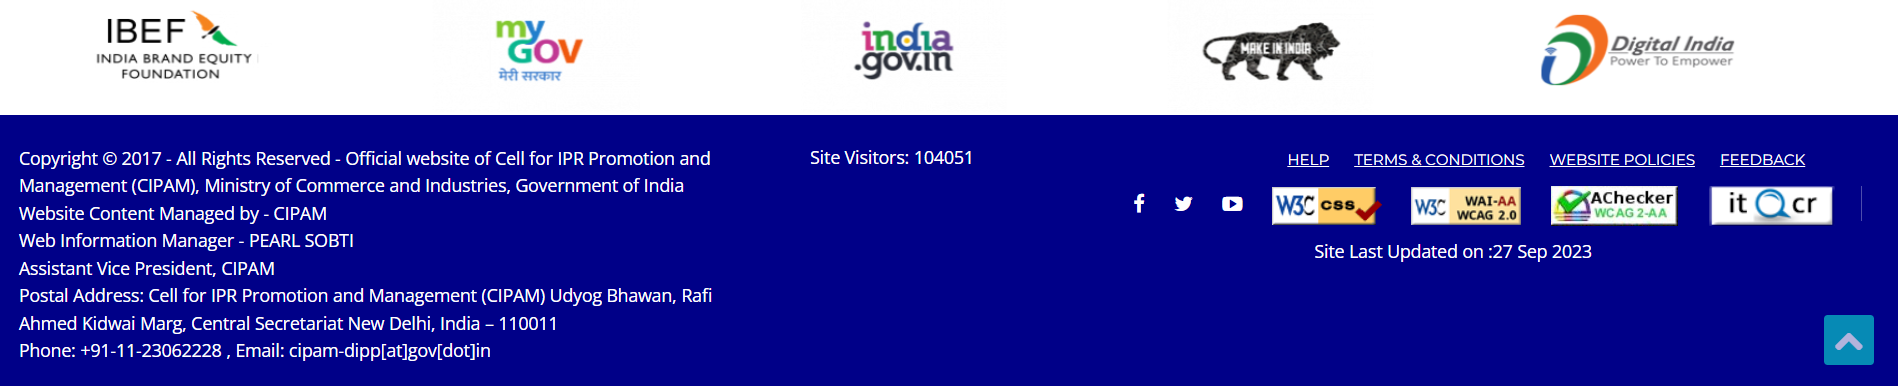 IBEF
INDIA BRAND EQUITY
FOUNDATION
my
GOV
मेरी सरकार
india
.gov.in
MAKE IN INDIA
Digital India
Power To Empower
Copyright © 2017 - All Rights Reserved - Official website of Cell for IPR Promotion and
Management (CIPAM), Ministry of Commerce and Industries, Government of India
Website Content Managed by - CIPAM
Web Information Manager - PEARL SOBTI
Assistant Vice President, CIPAM
Postal Address: Cell for IPR Promotion and Management (CIPAM) Udyog Bhawan, Rafi
Ahmed Kidwai Marg, Central Secretariat New Delhi, India – 110011
Phone: +91-11-23062228 , Email: cipam-dipp[at]gov[dot]in
Site Visitors: 104051
HELP TERMS & CONDITIONS WEBSITE POLICIES FEEDBACK
W3C css
W3C WAI-AA
WCAG 2.0
AChecker
WCAG 2-AA
it cr
Site Last Updated on :27 Sep 2023